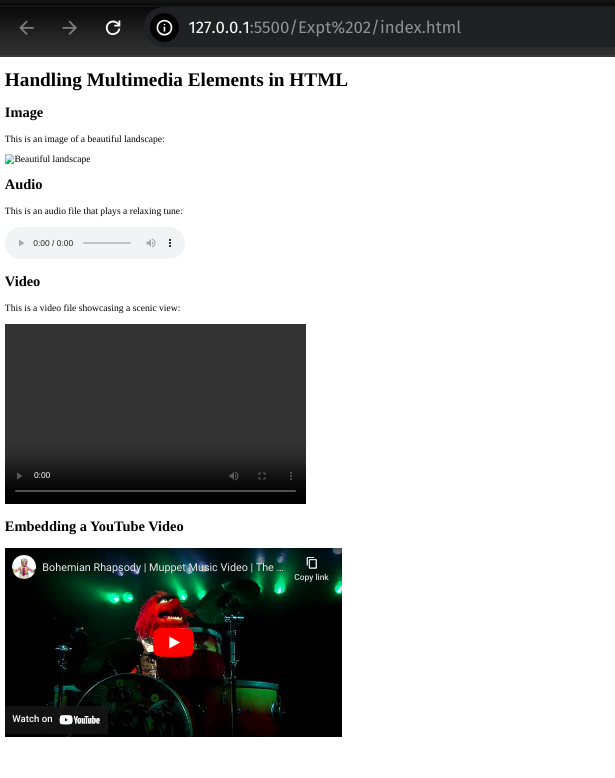 127.0.0.1:5500/Expt%202/index.html
Handling Multimedia Elements in HTML
Image
This is an image of a beautiful landscape:
Beautiful landscape
Audio
This is an audio file that plays a relaxing tune:
0:00 / 0:00
Video
This is a video file showcasing a scenic view:
0:00
Embedding a YouTube Video
Bohemian Rhapsody | Muppet Music Video | The ...
Copy link
Watch on YouTube